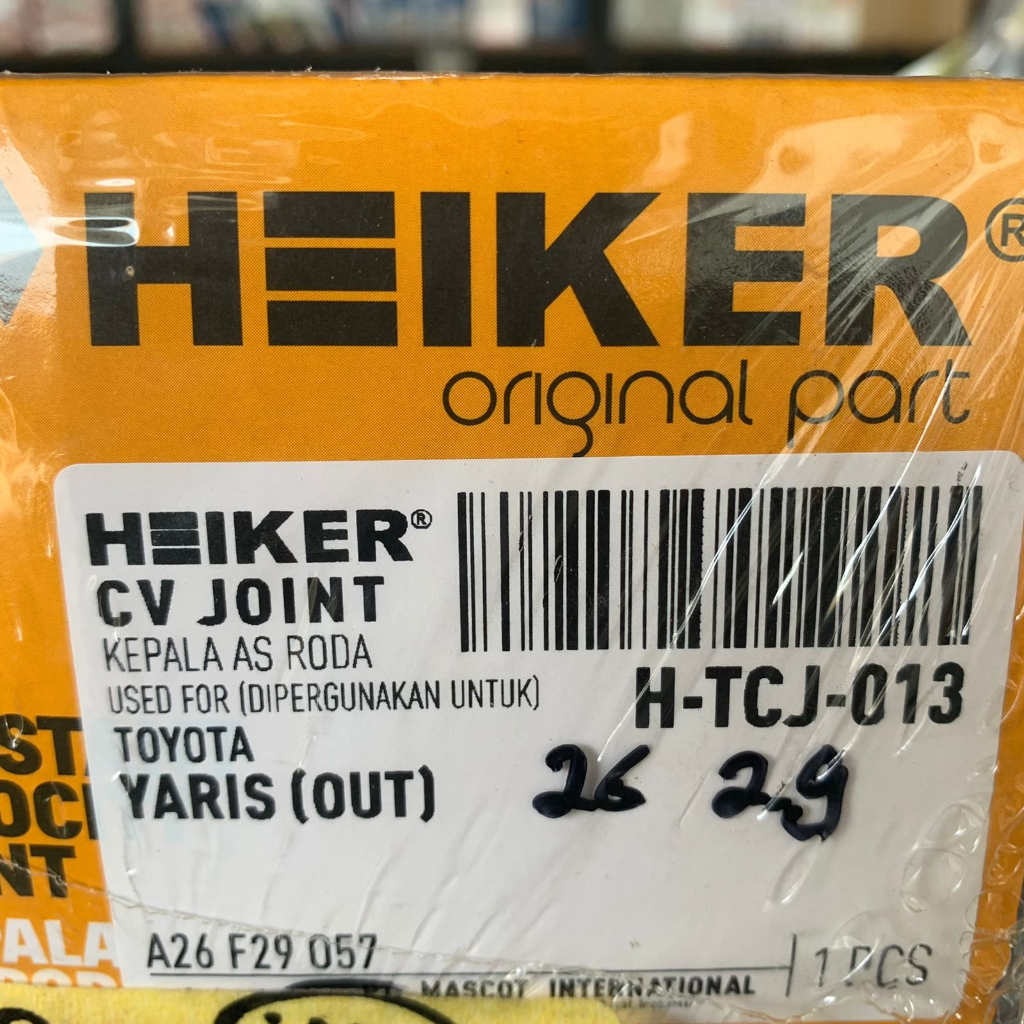 HEIKER®
original part
HEIKER®
CV JOINT
KEPALA AS RODA
USED FOR (DIPERGUNAKAN UNTUK)
H-TCJ-013
TOYOTA
YARIS (OUT)
26 29
A26 F29 057
1 PCS
MASCOT INTERNATIONAL